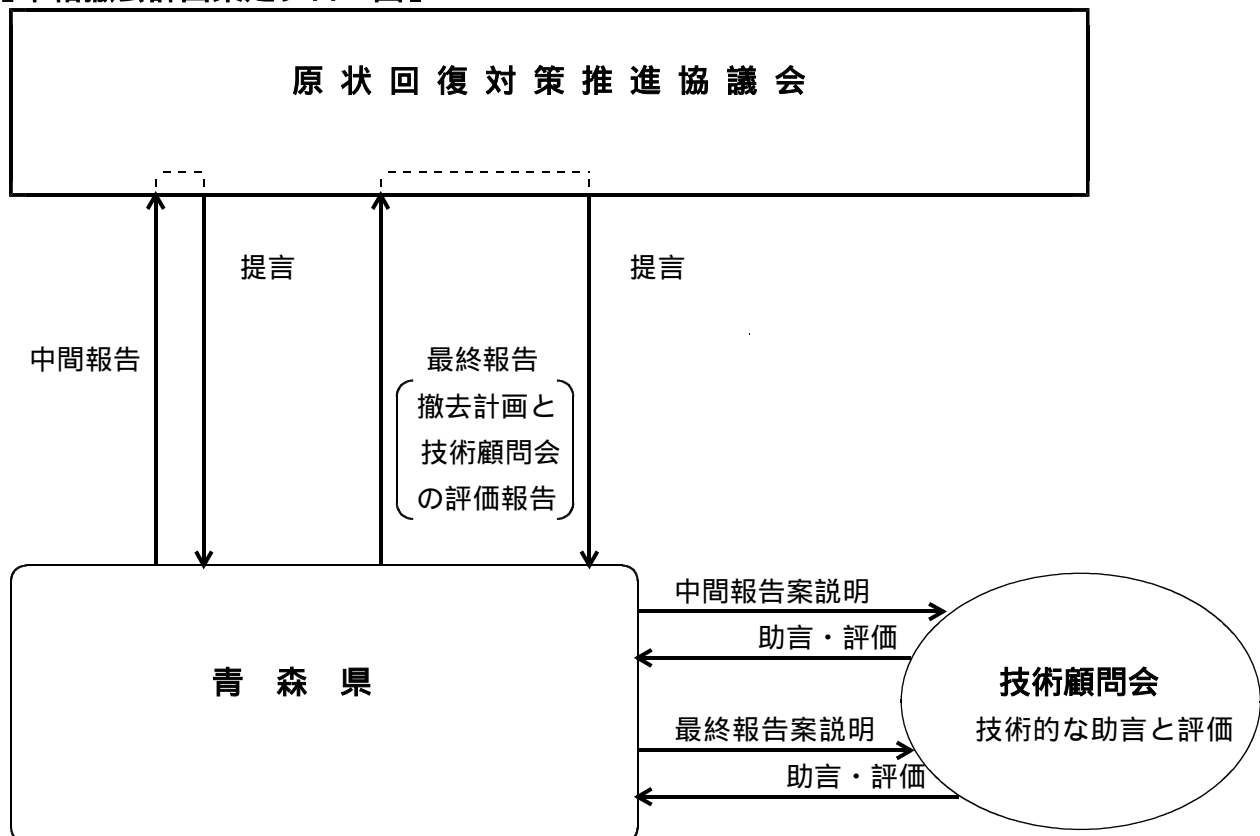 原状回復対策推進協議会
提言
提言
中間報告
最終報告
撤去計画と
技術顧問会
の評価報告
中間報告案説明
助言・評価
青森県
技術顧問会
技術的な助言と評価
最終報告案説明
助言・評価